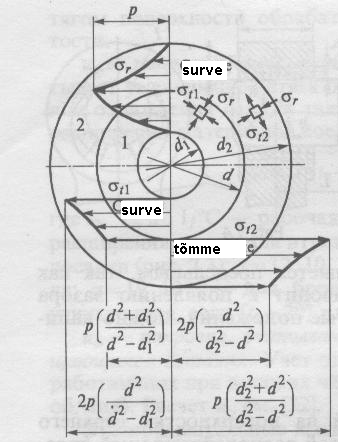 p
surve
σr
σt1 σr σr
2
σt2
1
d1 d2
d
σt1
surve
σt2
tõmme
p((d²+d1²)/(d²−d1²)) 2p(d²/(d2²−d²))
2p(d²/(d²−d1²)) p((d2²+d²)/(d2²−d²))